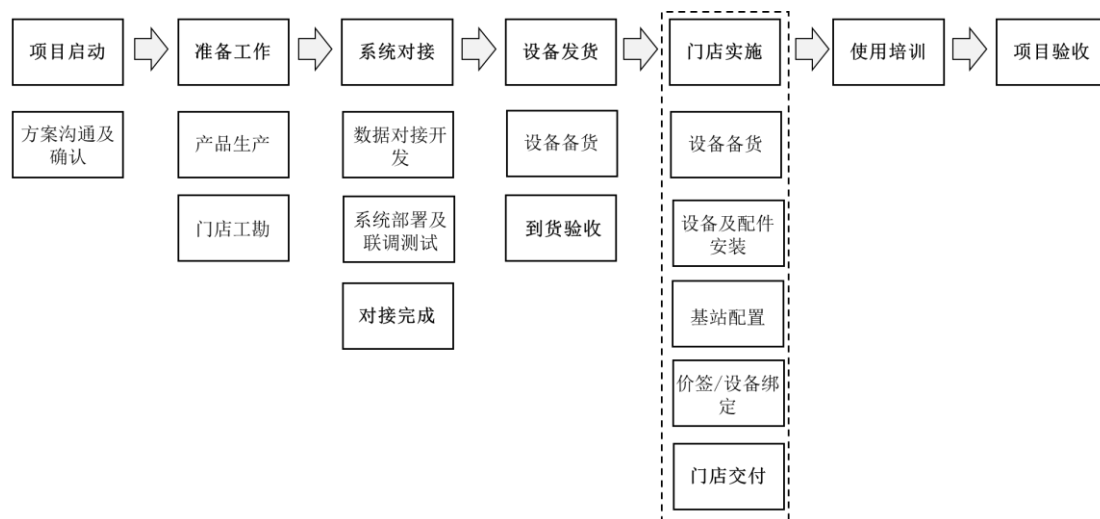 项目启动
准备工作
系统对接
设备发货
门店实施
使用培训
项目验收
方案沟通及
确认
产品生产
数据对接开
发
设备备货
设备备货
门店工勘
系统部署及
联调测试
到货验收
设备及配件
安装
对接完成
基站配置
价签/设备绑
定
门店交付